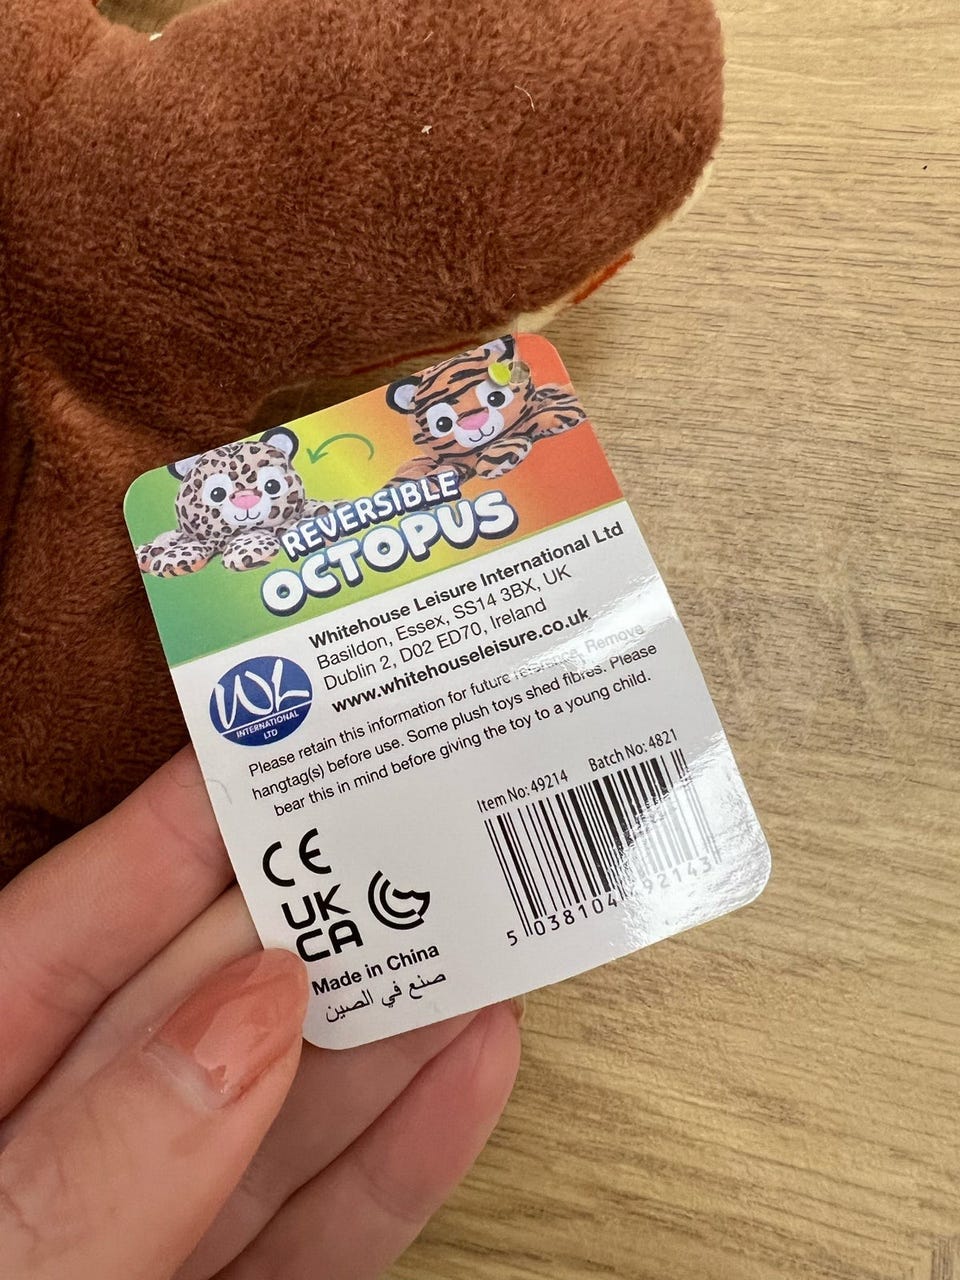 REVERSIBLE
OCTOPUS
Whitehouse Leisure International Ltd
Basildon, Essex, SS14 3BX, UK
Dublin 2, D02 ED70, Ireland
www.whitehouseleisure.co.uk
WL
INTERNATIONAL
LTD
Please retain this information for future reference. Remove
hangtag(s) before use. Some plush toys shed fibres. Please
bear this in mind before giving the toy to a young child.
Item No: 49214 Batch No: 4821
5 038104 492143
CE
UK
CA
Made in China
صنع في الصين